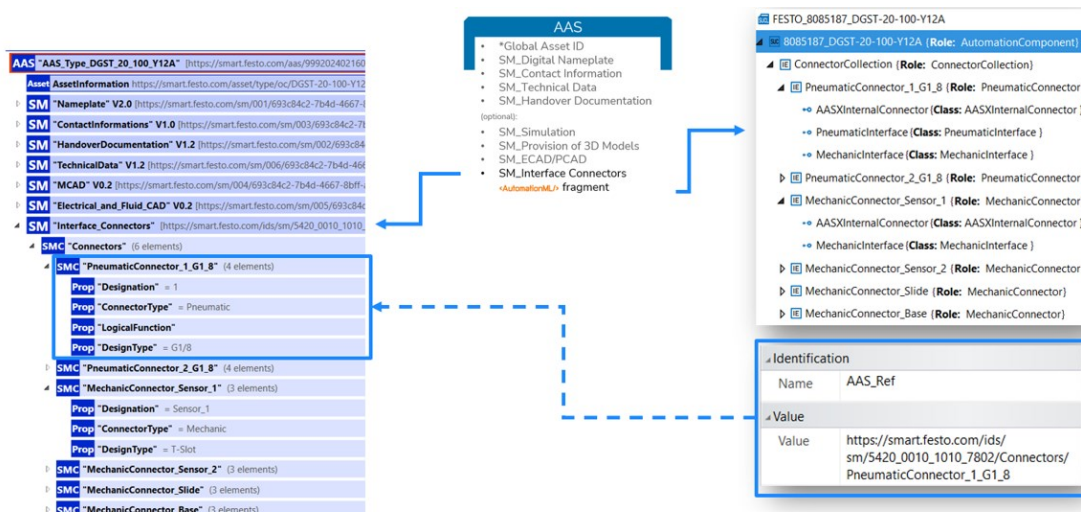 AAS "AAS_Type_DGST_20_100_Y12A" [https://smart.festo.com/aas/999202402160
Asset AssetInformation https://smart.festo.com/asset/type/oc/DGST-20-100-Y12
SM "Nameplate" V2.0 [https://smart.festo.com/sm/001/693c84c2-7b4d-4667-
SM "ContactInformations" V1.0 [https://smart.festo.com/sm/003/693c84c2-
SM "HandoverDocumentation" V1.2 [https://smart.festo.com/sm/002/693c84
SM "TechnicalData" V1.2 [https://smart.festo.com/sm/006/693c84c2-7b4d-466
SM "MCAD" V0.2 [https://smart.festo.com/sm/004/693c84c2-7b4d-4667-8bff-
SM "Electrical_and_Fluid_CAD" V0.2 [https://smart.festo.com/sm/005/693c84c
SM "Interface_Connectors" [https://smart.festo.com/ids/sm/5420_0010_1010_
SMC "Connectors" (6 elements)
SMC "PneumaticConnector_1_G1_8" (4 elements)
Prop "Designation" = 1
Prop "ConnectorType" = Pneumatic
Prop "LogicalFunction"
Prop "DesignType" = G1/8
SMC "PneumaticConnector_2_G1_8" (4 elements)
SMC "MechanicConnector_Sensor_1" (3 elements)
Prop "Designation" = Sensor_1
Prop "ConnectorType" = Mechanic
Prop "DesignType" = T-Slot
SMC "MechanicConnector_Sensor_2" (3 elements)
SMC "MechanicConnector_Slide" (3 elements)
SMC "MechanicConnector_Base" (3 elements)
AAS
• *Global Asset ID
• SM_Digital Nameplate
• SM_Contact Information
• SM_Technical Data
• SM_Handover Documentation
(optional):
• SM_Simulation
• SM_Provision of 3D Models
• SM_ECAD/PCAD
• SM_Interface Connectors
<AutomationML/> fragment
FESTO_8085187_DGST-20-100-Y12A
IE 8085187_DGST-20-100-Y12A {Role: AutomationComponent}
IE ConnectorCollection {Role: ConnectorCollection}
IE PneumaticConnector_1_G1_8 {Role: PneumaticConnector
AASXInternalConnector {Class: AASXInternalConnector }
PneumaticInterface {Class: PneumaticInterface }
MechanicInterface {Class: MechanicInterface }
IE PneumaticConnector_2_G1_8 {Role: PneumaticConnector
IE MechanicConnector_Sensor_1 {Role: MechanicConnector
AASXInternalConnector {Class: AASXInternalConnector }
MechanicInterface {Class: MechanicInterface }
IE MechanicConnector_Sensor_2 {Role: MechanicConnector
IE MechanicConnector_Slide {Role: MechanicConnector}
IE MechanicConnector_Base {Role: MechanicConnector}
Identification
Name AAS_Ref
Value
Value https://smart.festo.com/ids/
sm/5420_0010_1010_7802/Connectors/
PneumaticConnector_1_G1_8